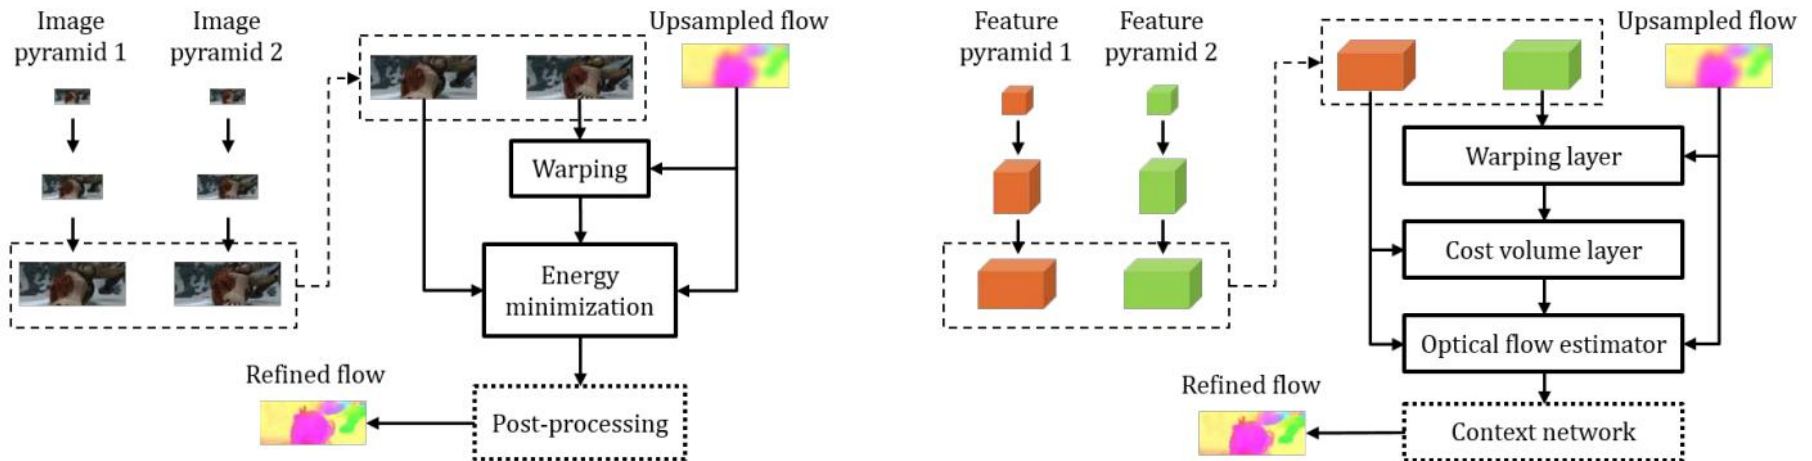 Image
pyramid 1
Image
pyramid 2
Upsampled flow
Warping
Energy
minimization
Refined flow
Post-processing
Feature
pyramid 1
Feature
pyramid 2
Upsampled flow
Warping layer
Cost volume layer
Optical flow estimator
Refined flow
Context network